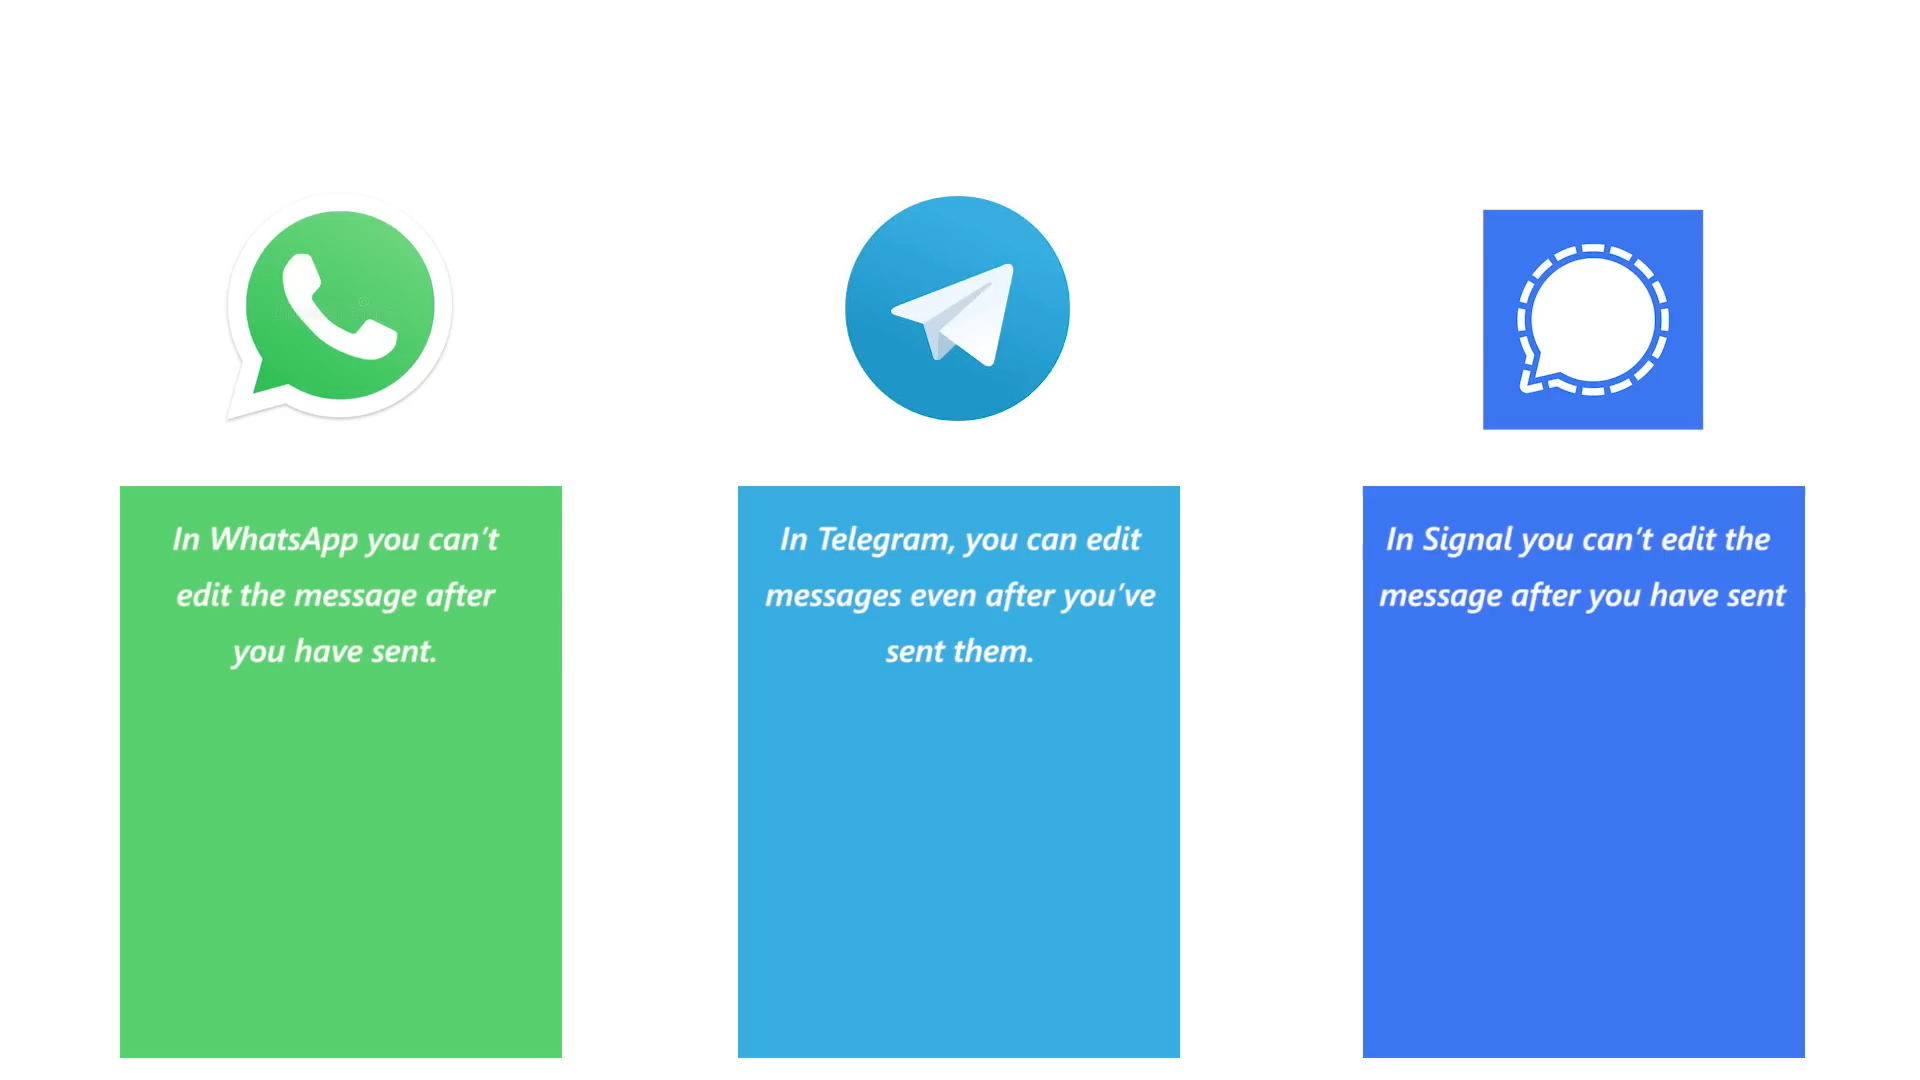 In WhatsApp you can't
edit the message after
you have sent.
In Telegram, you can edit
messages even after you've
sent them.
In Signal you can't edit the
message after you have sent